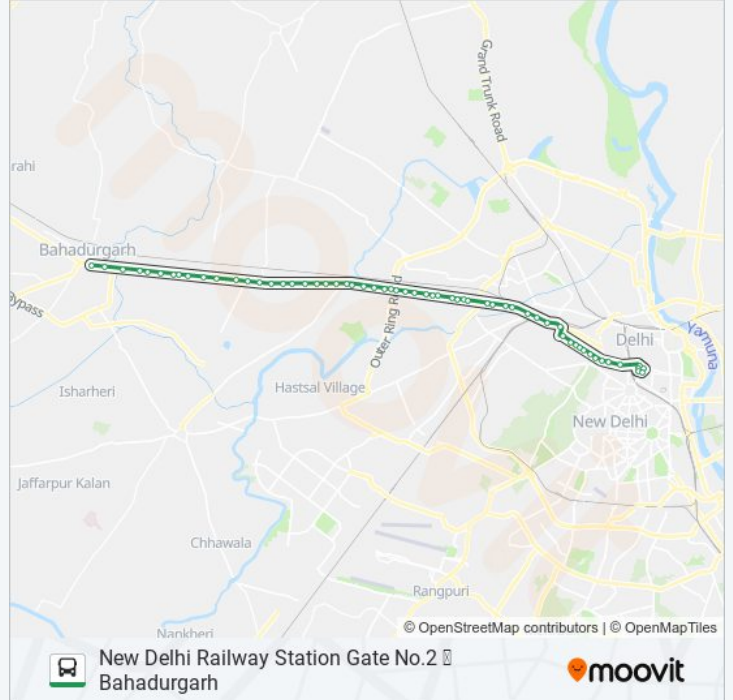 Grand Trunk Road
rahi
Bahadurgarh
Bypass
Outer Ring Road
Delhi
Yamuna
Isharheri
Hastsal Village
New Delhi
Jaffarpur Kalan
Chhawala
Rangpuri
© OpenStreetMap contributors | © OpenMapTiles
Nankheri
New Delhi Railway Station Gate No.2 
Bahadurgarh
moovit